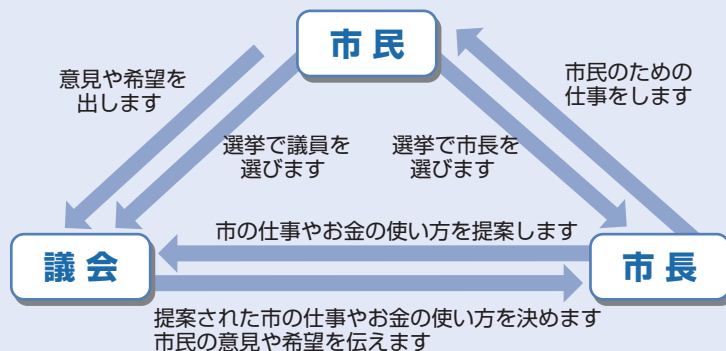 市民
意見や希望を
出します
市民のための
仕事をします
選挙で議員を
選びます
選挙で市長を
選びます
市の仕事やお金の使い方を提案します
議会
市長
提案された市の仕事やお金の使い方を決めます
市民の意見や希望を伝えます